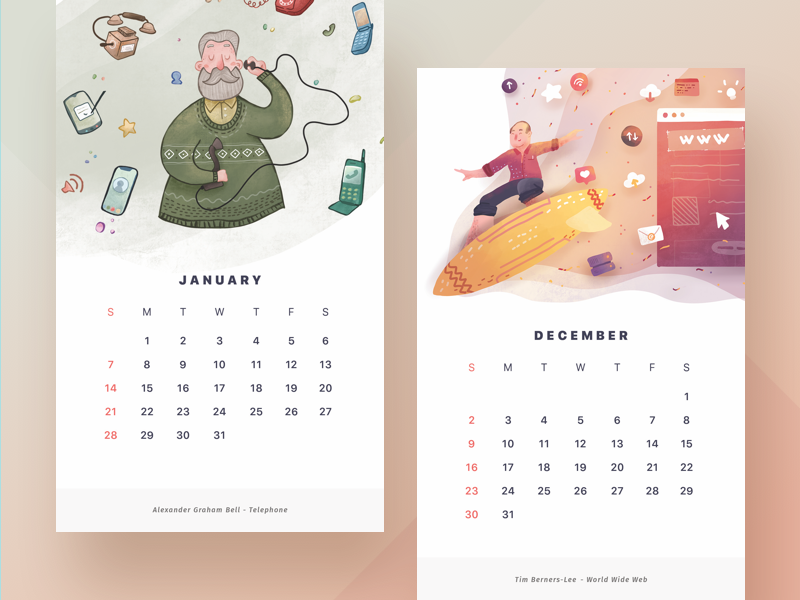 JANUARY
S M T W T F S
1 2 3 4 5 6
7 8 9 10 11 12 13
14 15 16 17 18 19 20
21 22 23 24 25 26 27
28 29 30 31
Alexander Graham Bell - Telephone
WWW
DECEMBER
S M T W T F S
1
2 3 4 5 6 7 8
9 10 11 12 13 14 15
16 17 18 19 20 21 22
23 24 25 26 27 28 29
30 31
Tim Berners-Lee - World Wide Web